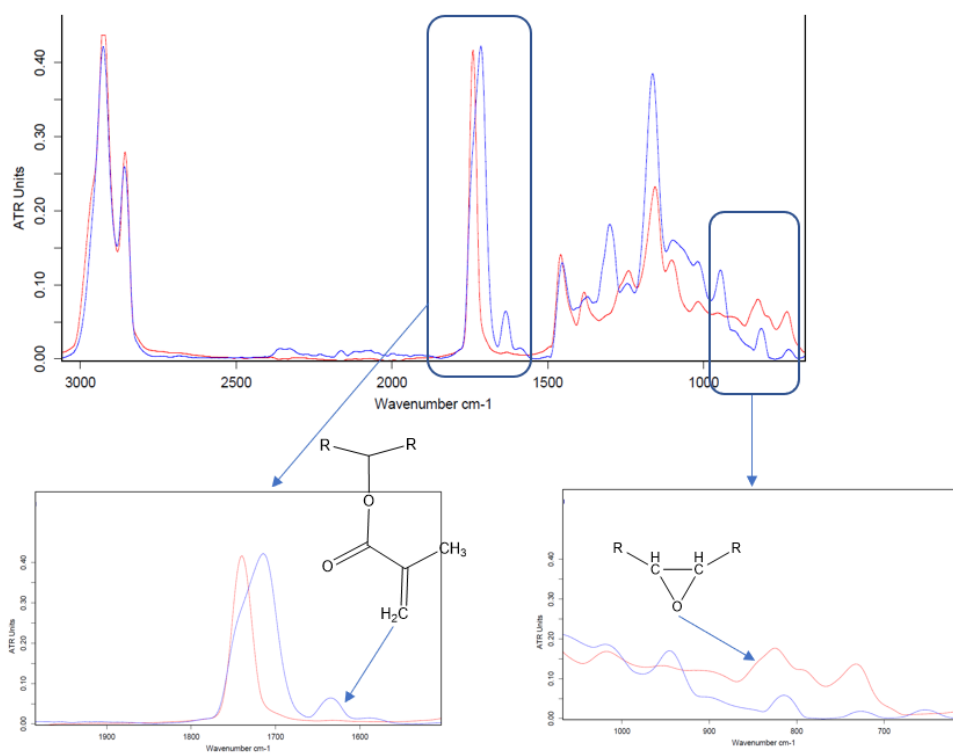 ATR Units
0.40
0.30
0.20
0.10
0.00
3000 2500 2000 1500 1000
Wavenumber cm-1
R R
O
O
CH₃
H₂C
ATR Units
0.40
0.30
0.20
0.10
0.00
1900 1800 1700 1600
Wavenumber cm-1
R H H R
O
ATR Units
0.40
0.30
0.20
0.10
0.00
1000 900 800 700
Wavenumber cm-1